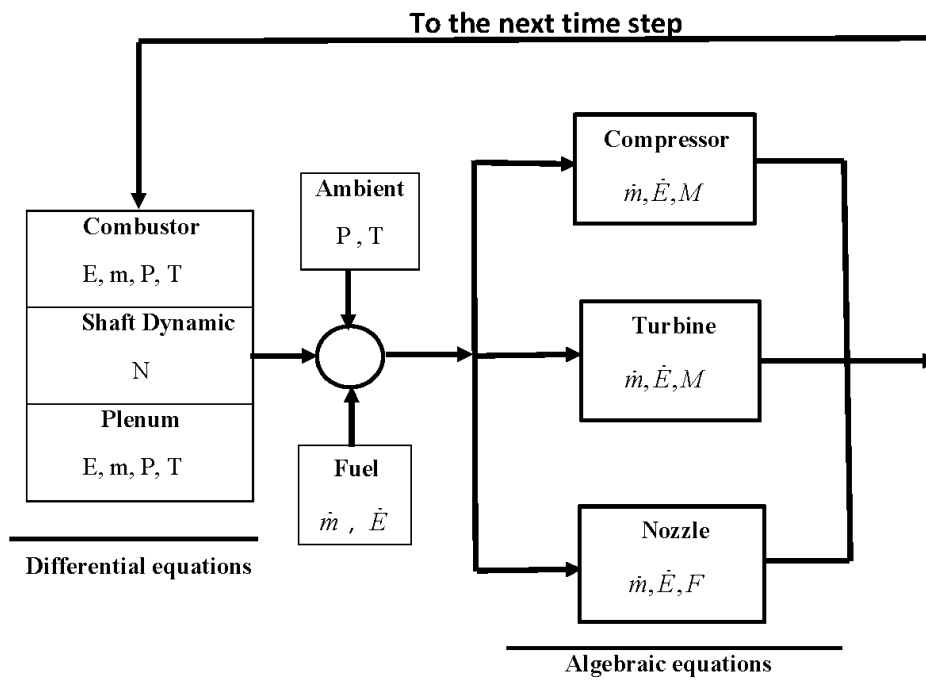 To the next time step
Combustor
E, m, P, T
Shaft Dynamic
N
Plenum
E, m, P, T
Differential equations
Ambient
P , T
Fuel
ṁ , Ė
Compressor
ṁ, Ė, M
Turbine
ṁ, Ė, M
Nozzle
ṁ, Ė, F
Algebraic equations